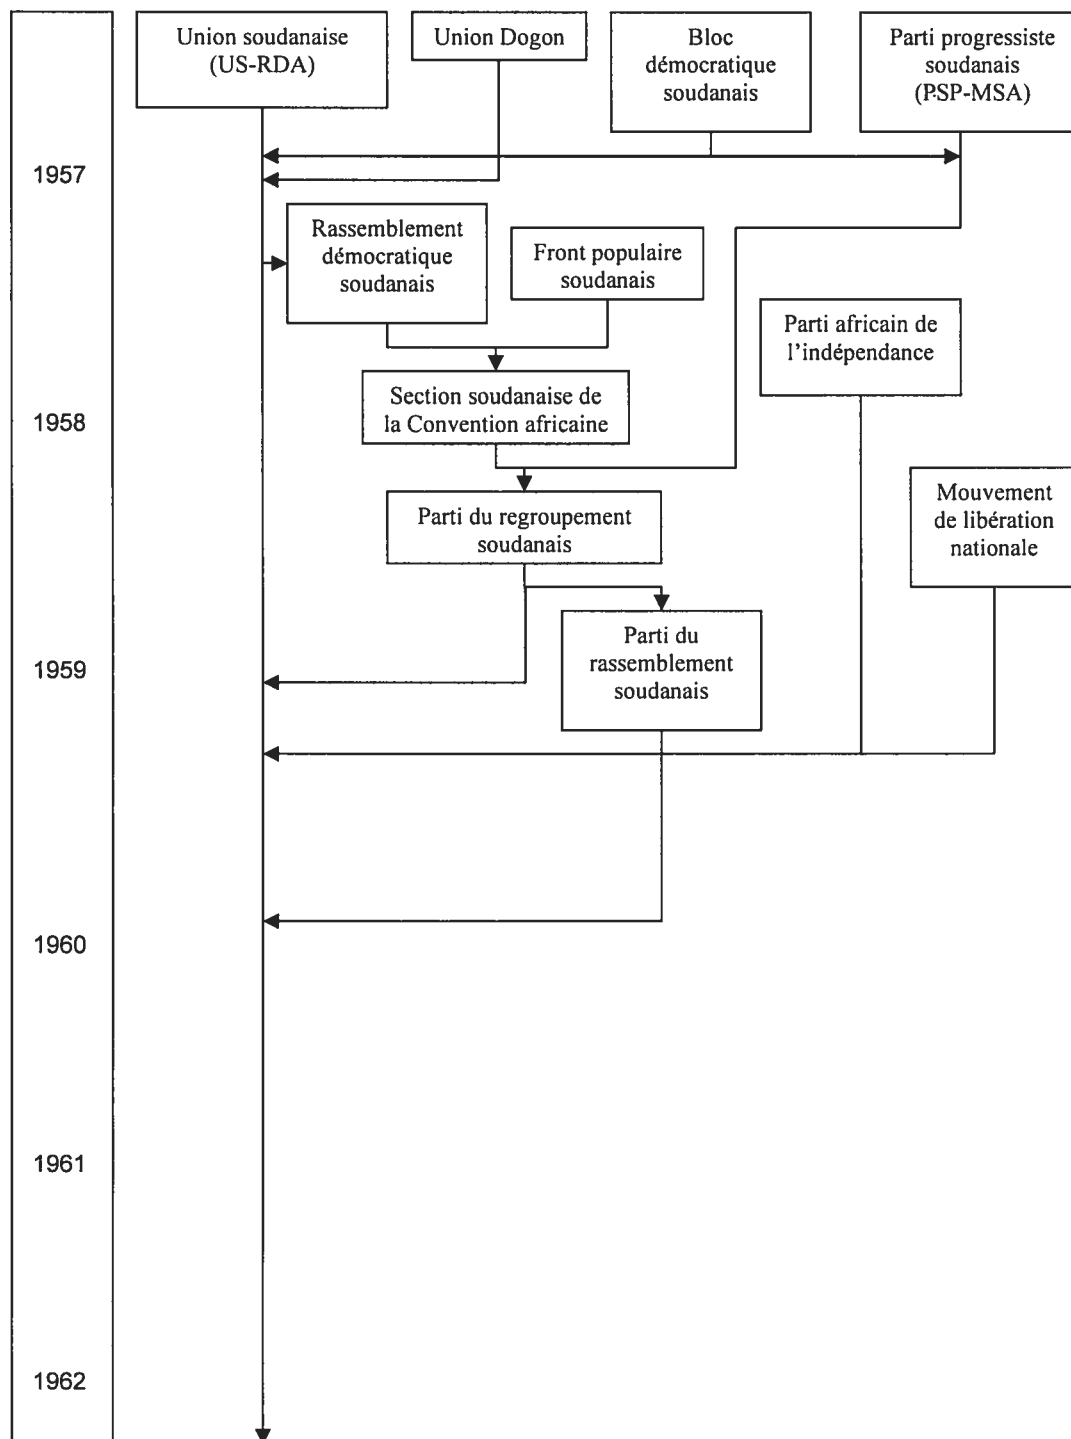 Union soudanaise
(US-RDA)
Union Dogon
Bloc
démocratique
soudanais
Parti progressiste
soudanais
(PSP-MSA)
1957
Rassemblement
démocratique
soudanais
Front populaire
soudanais
Parti africain de
l'indépendance
1958
Section soudanaise de
la Convention africaine
Mouvement
de libération
nationale
Parti du regroupement
soudanais
1959
Parti du
rassemblement
soudanais
1960
1961
1962